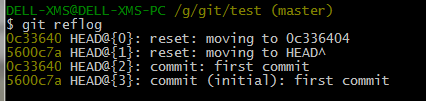 DELL-XMS@DELL-XMS-PC /g/git/test (master)
$ git reflog
0c33640 HEAD@{0}: reset: moving to 0c336404
5600c7a HEAD@{1}: reset: moving to HEAD^
0c33640 HEAD@{2}: commit: first commit
5600c7a HEAD@{3}: commit (initial): first commit